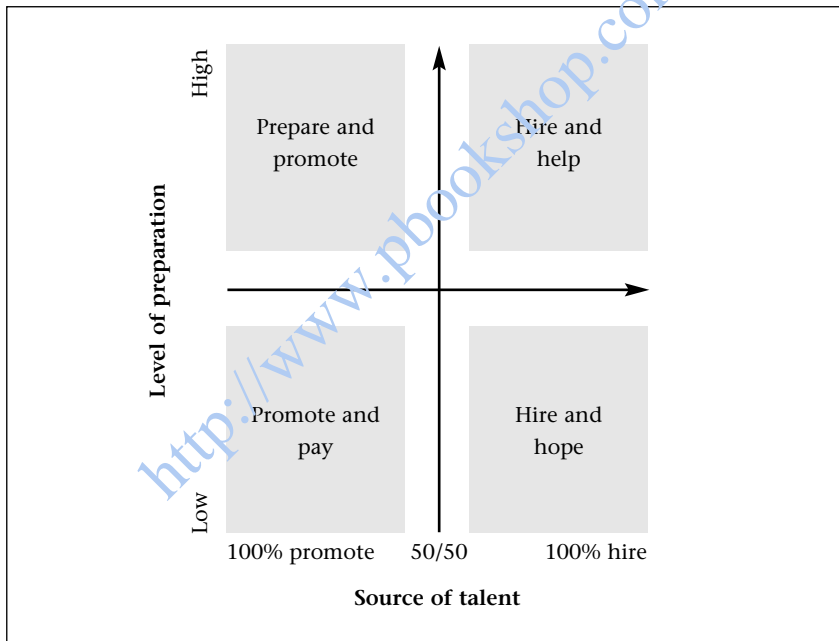 High
Prepare and
promote
Hire and
help
Level of preparation
Promote and
pay
Hire and
hope
Low
100% promote
50/50
100% hire
Source of talent
http://www.pbookshop.co